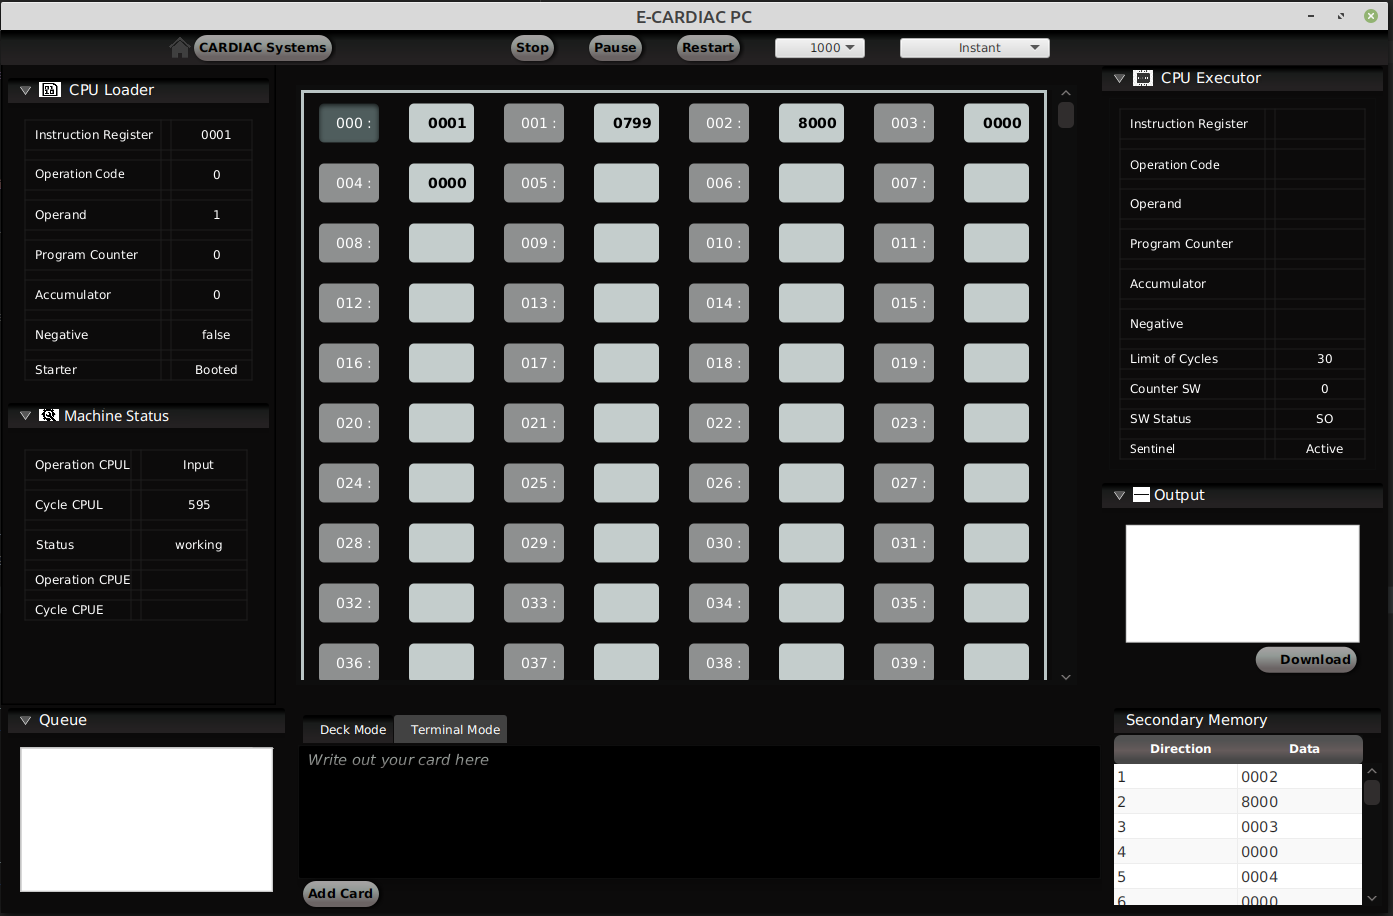 E-CARDIAC PC
CARDIAC Systems Stop Pause Restart 1000 Instant
CPU Loader
Instruction Register 0001
Operation Code 0
Operand 1
Program Counter 0
Accumulator 0
Negative false
Starter Booted
Machine Status
Operation CPUL Input
Cycle CPUL 595
Status working
Operation CPUE
Cycle CPUE
000 : 0001 001 : 0799 002 : 8000 003 : 0000
004 : 0000 005 : 006 : 007 :
008 : 009 : 010 : 011 :
012 : 013 : 014 : 015 :
016 : 017 : 018 : 019 :
020 : 021 : 022 : 023 :
024 : 025 : 026 : 027 :
028 : 029 : 030 : 031 :
032 : 033 : 034 : 035 :
036 : 037 : 038 : 039 :
CPU Executor
Instruction Register
Operation Code
Operand
Program Counter
Accumulator
Negative
Limit of Cycles 30
Counter SW 0
SW Status SO
Sentinel Active
Output
Download
Queue
Deck Mode Terminal Mode
Write out your card here
Add Card
Secondary Memory
Direction Data
1 0002
2 8000
3 0003
4 0000
5 0004
6 0000